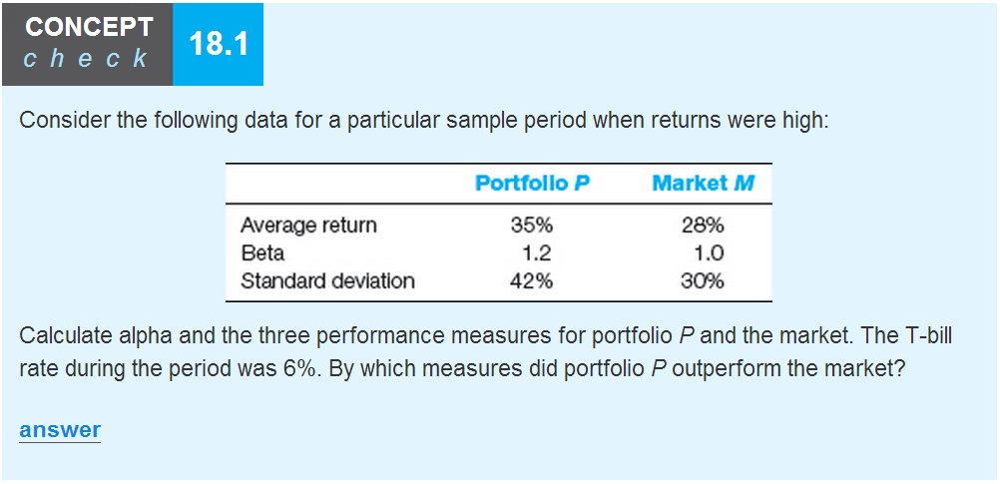 CONCEPT
check
18.1
Consider the following data for a particular sample period when returns were high:
Portfolio P Market M
Average return 35% 28%
Beta 1.2 1.0
Standard deviation 42% 30%
Calculate alpha and the three performance measures for portfolio P and the market. The T-bill
rate during the period was 6%. By which measures did portfolio P outperform the market?
answer